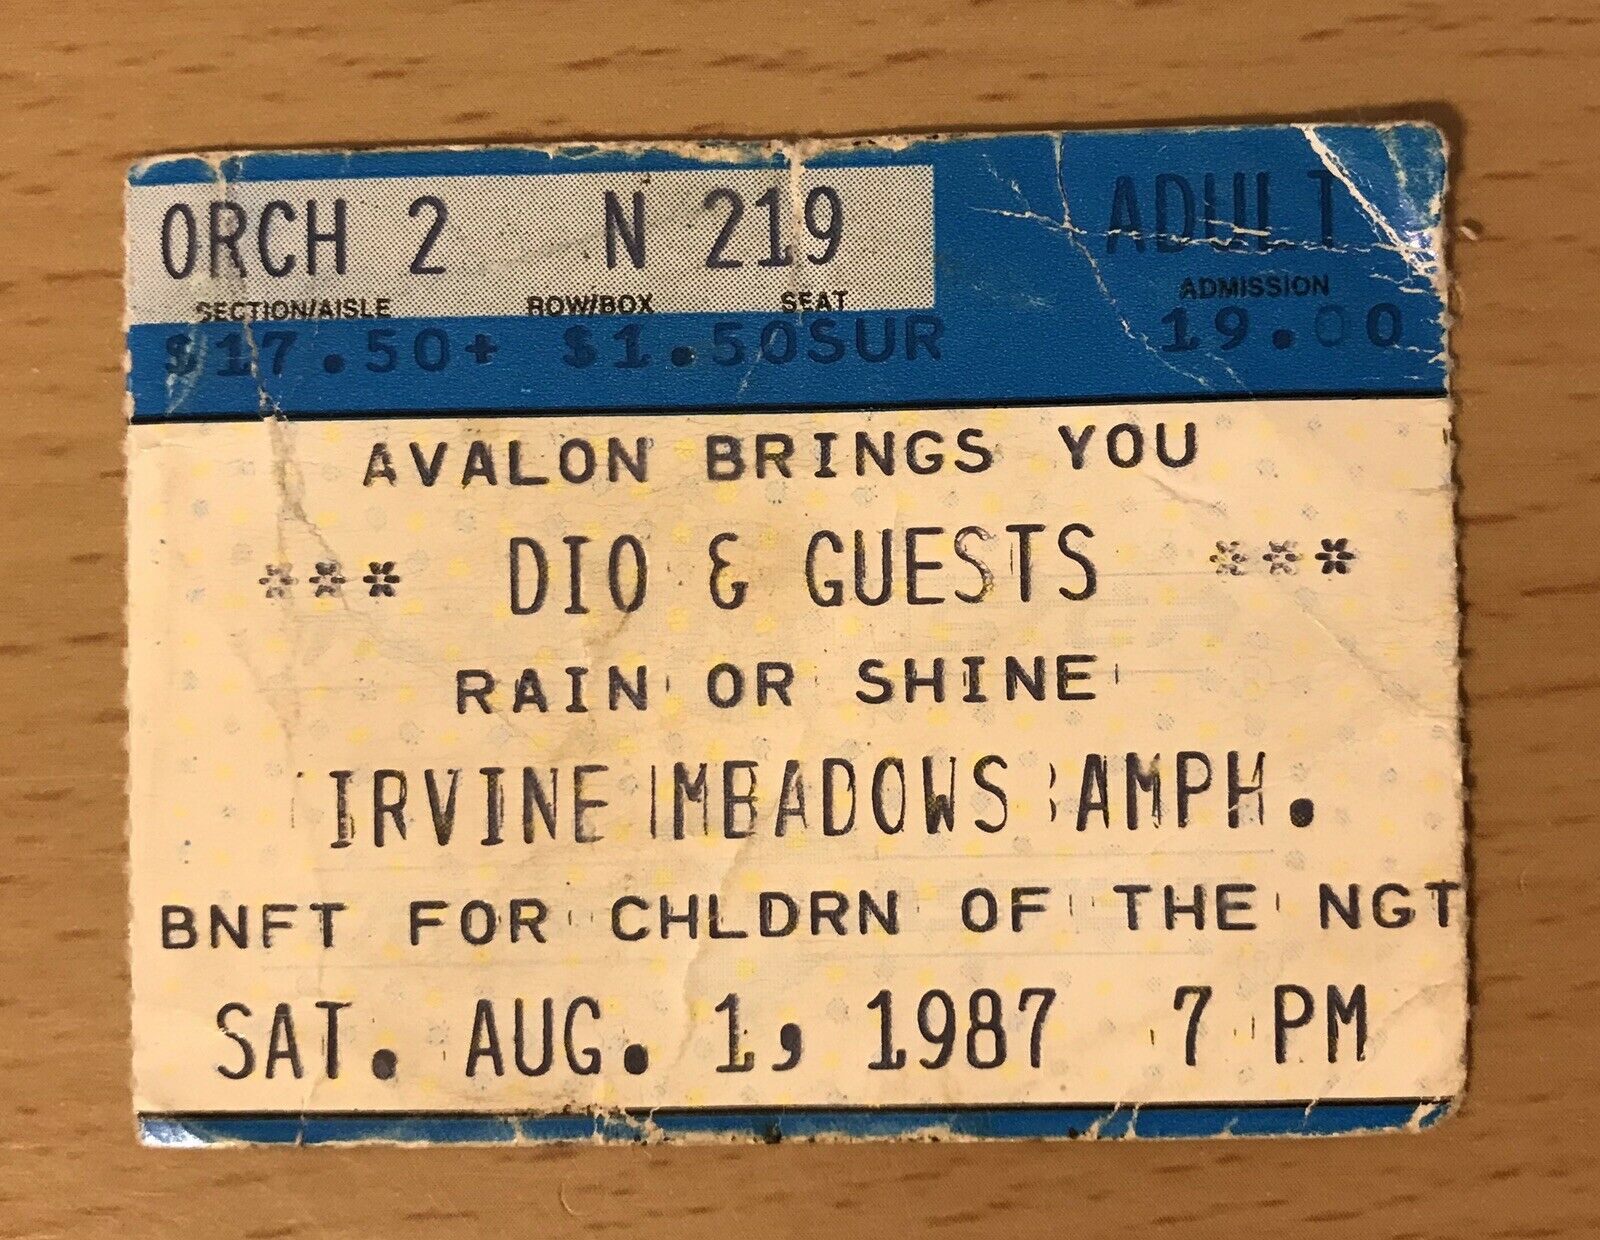 ORCH 2 N 219 ADULT
SECTION/AISLE ROW/BOX SEAT ADMISSION
$17.50+ $1.50SUR 19.00
AVALON BRINGS YOU
*** DIO & GUESTS ***
RAIN OR SHINE
IRVINE MEADOWS AMPH.
BNFT FOR CHLDRN OF THE NGT
SAT. AUG. 1, 1987 7 PM